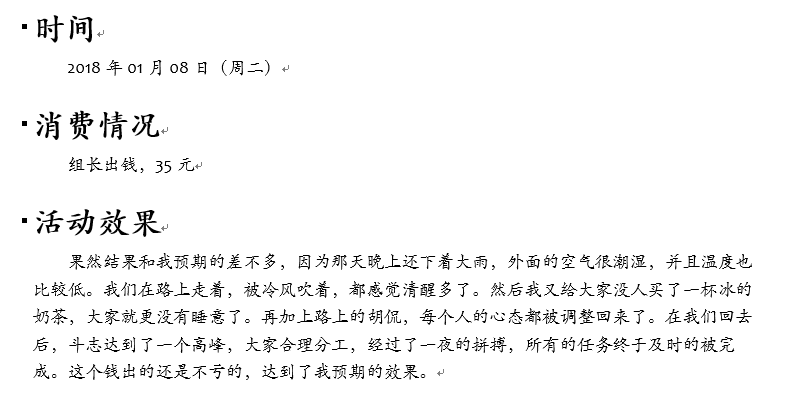 时间
2018 年 01 月 08 日（周二）
消费情况
组长出钱，35 元
活动效果
果然结果和我预期的差不多，因为那天晚上还下着大雨，外面的空气很潮湿，并且温度也
比较低。我们在路上走着，被冷风吹着，都感觉清醒多了。然后我又给大家没人买了一杯冰的
奶茶，大家就更没有睡意了。再加上路上的胡侃，每个人的心态都被调整回来了。在我们回去
后，斗志达到了一个高峰，大家合理分工，经过了一夜的拼搏，所有的任务终于及时的被完
成。这个钱出的还是不亏的，达到了我预期的效果。